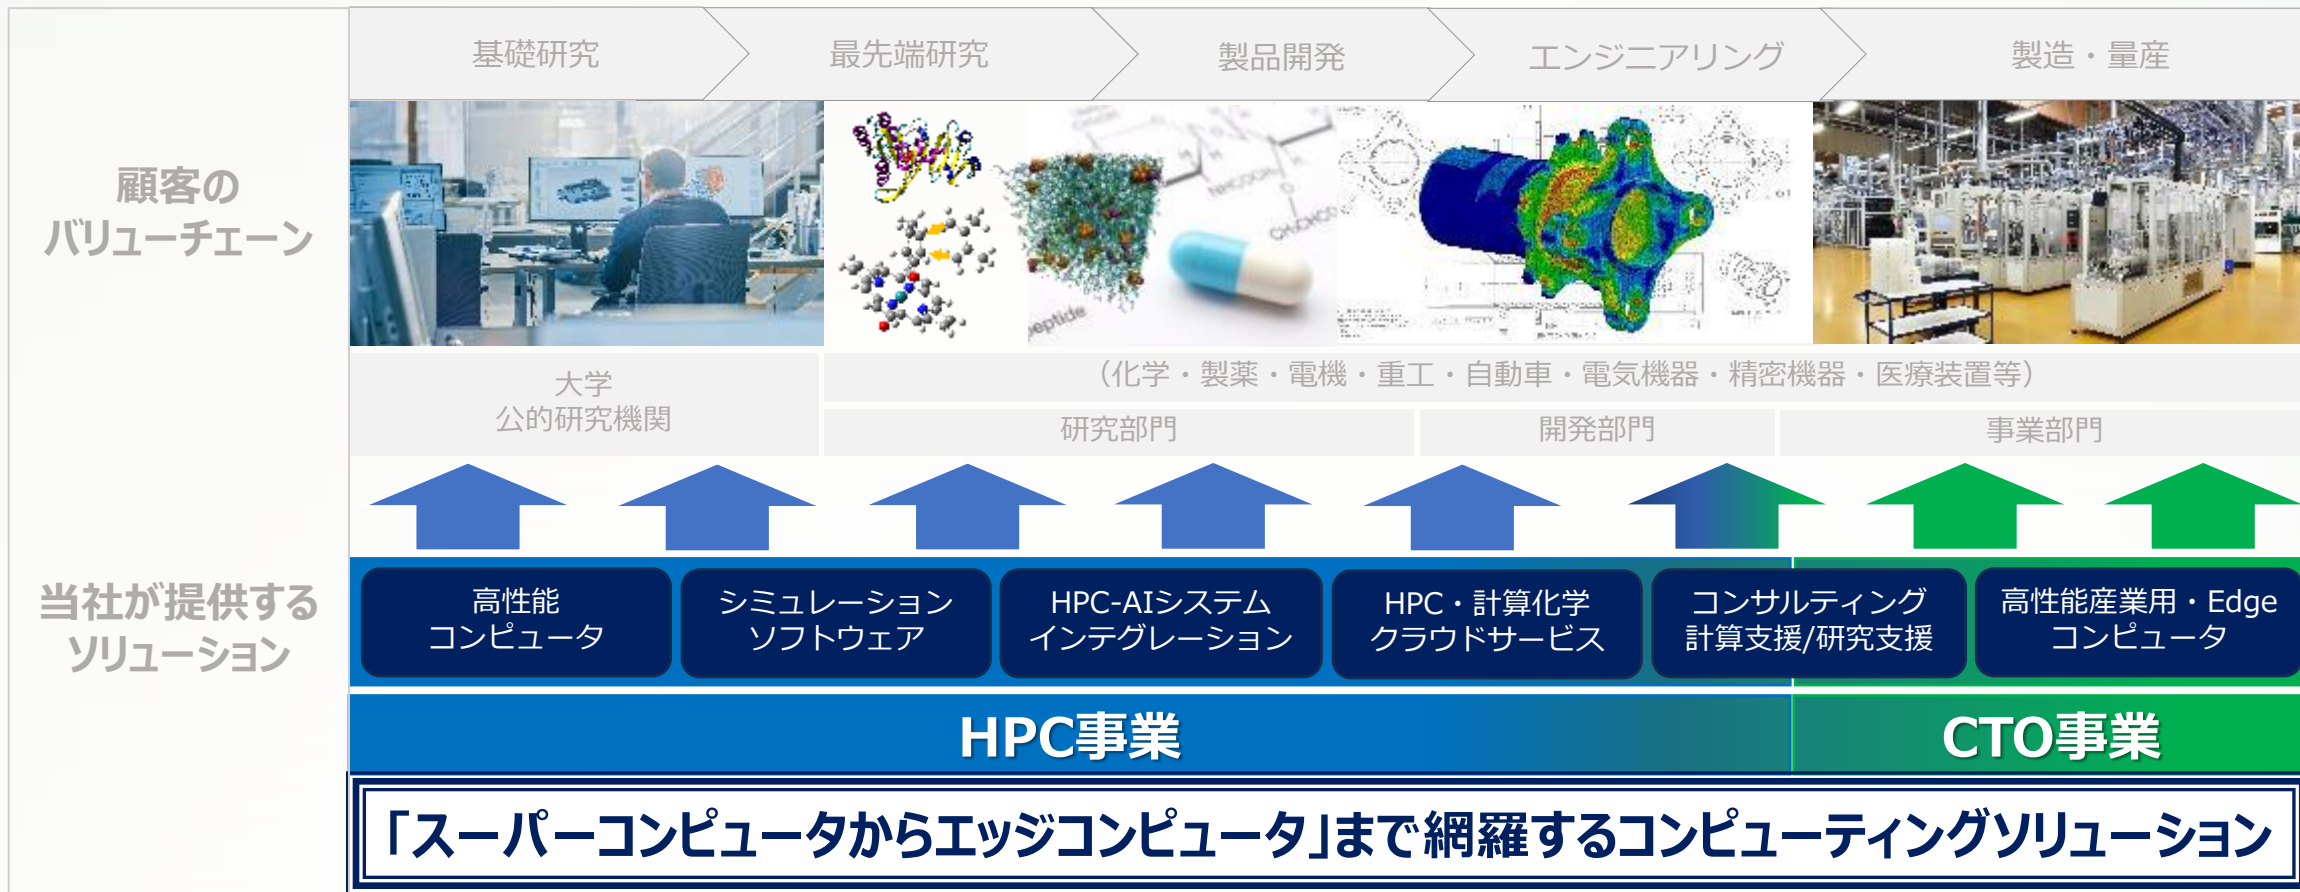 基礎研究
最先端研究
製品開発
エンジニアリング
製造・量産
顧客の
バリューチェーン
eptide
大学
公的研究機関
（化学・製薬・電機・重工・自動車・電気機器・精密機器・医療装置等）
研究部門
開発部門
事業部門
当社が提供する
ソリューション
高性能
コンピュータ
シミュレーション
ソフトウェア
HPC-AIシステム
インテグレーション
HPC・計算化学
クラウドサービス
コンサルティング
計算支援/研究支援
高性能産業用・Edge
コンピュータ
HPC事業
CTO事業
「スーパーコンピュータからエッジコンピュータ」まで網羅するコンピューティングソリューション